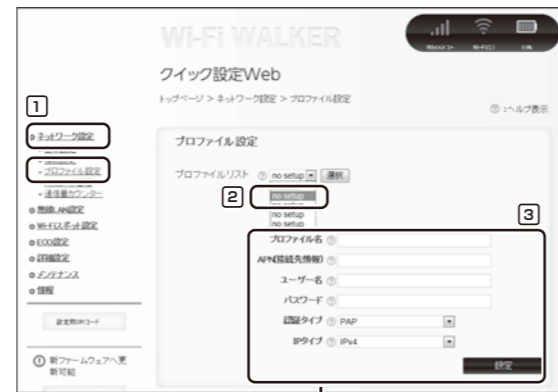 Wi-Fi WALKER
WiMAX 2+
Wi-Fi(2)
クイック設定Web
トップページ > ネットワーク設定 > プロファイル設定
? :ヘルプ表示
1
ネットワーク設定
・プロファイル設定
・通信量カウンター
無線LAN設定
Wi-Fiスポット設定
ECO設定
詳細設定
メンテナンス
情報
設定用QRコード
新ファームウェアへ更
新可能
プロファイル設定
プロファイルリスト ? no setup 選択
2
no setup
no setup
no setup
3
プロファイル名 ?
APN(接続先情報) ?
ユーザー名 ?
パスワード ?
認証タイプ ? PAP
IPタイプ ? IPv4
設定